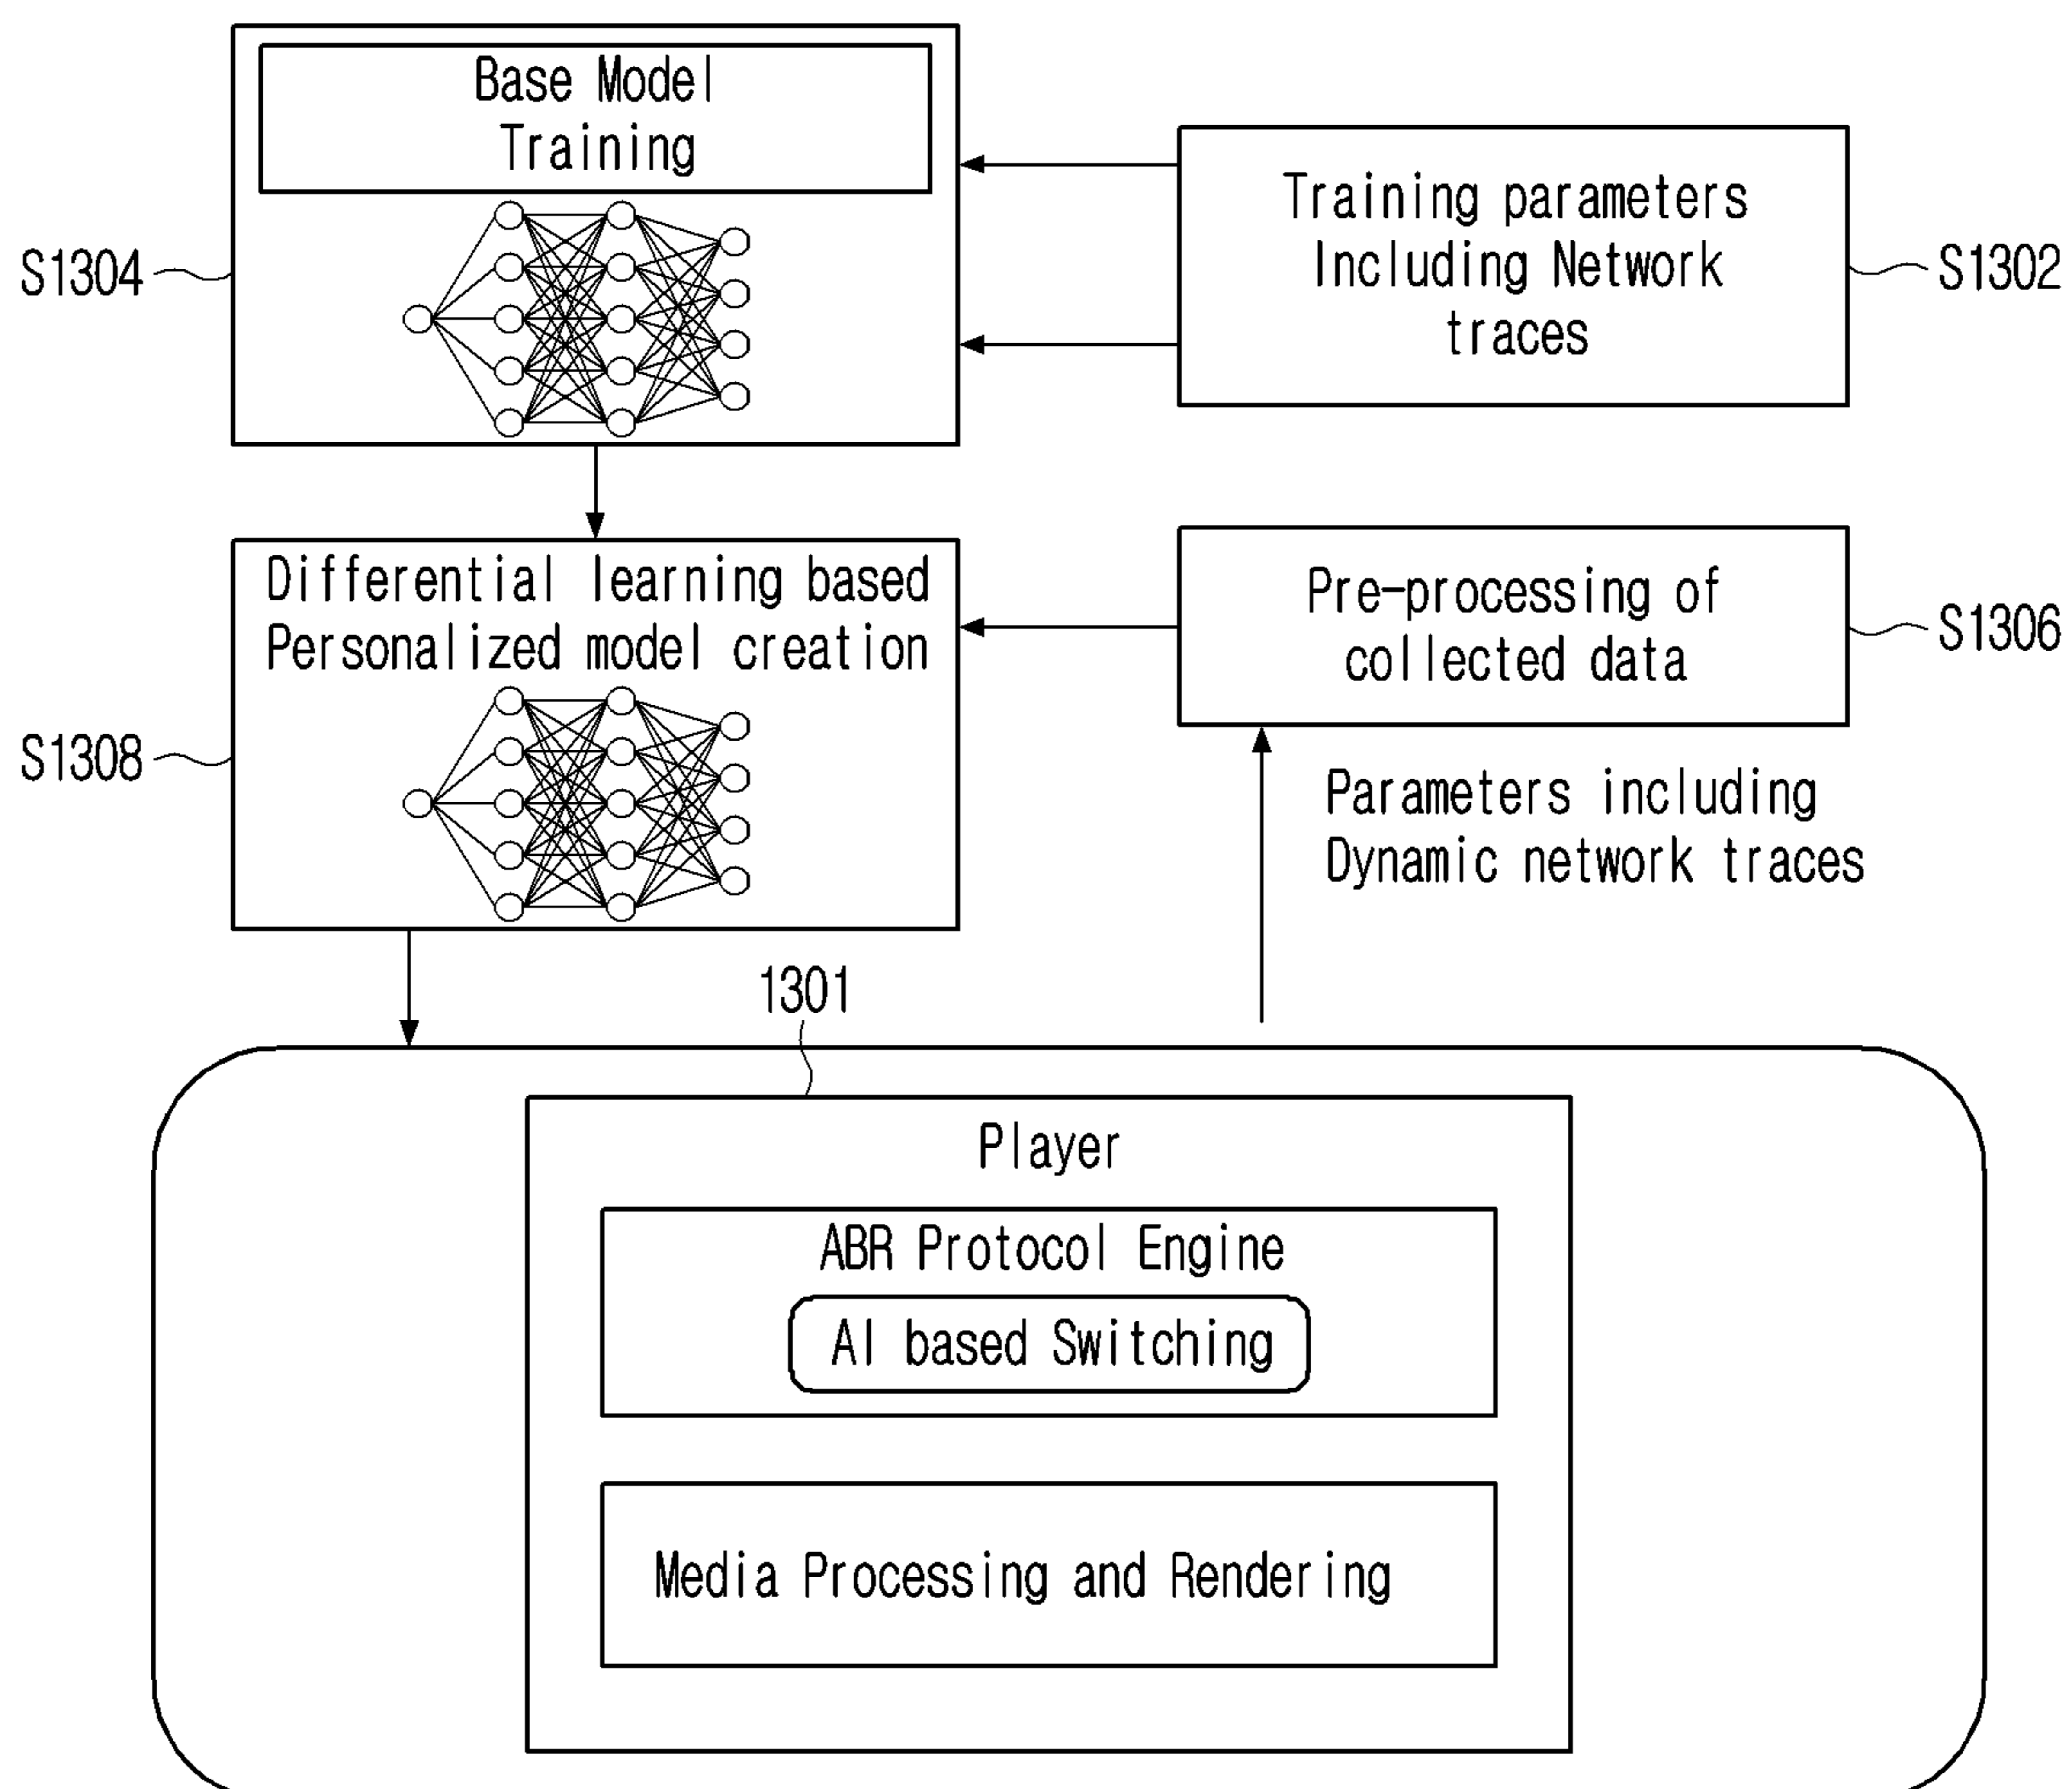 Base Model
Training
S1304
Training parameters
Including Network
traces
S1302
Differential learning based
Personalized model creation
S1308
Pre-processing of
collected data
S1306
Parameters including
Dynamic network traces
1301
Player
ABR Protocol Engine
AI based Switching
Media Processing and Rendering